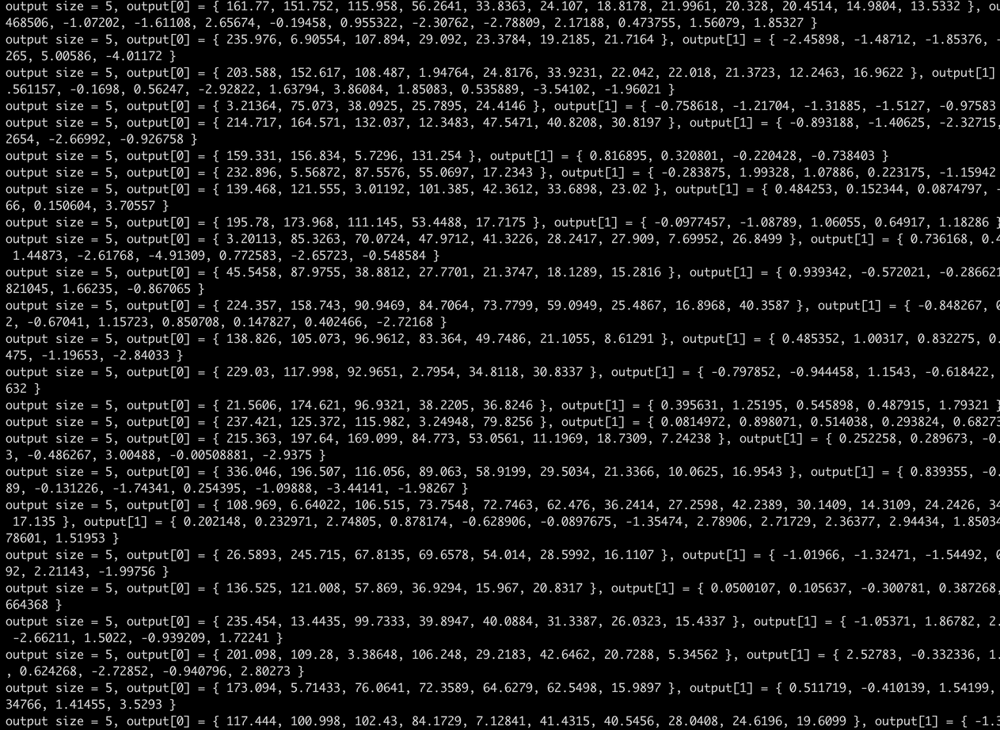 output size = 5, output[0] = { 161.77, 151.752, 115.958, 56.2641, 33.8363, 24.107, 18.8178, 21.9961, 20.328, 20.4514, 14.9804, 13.5332 }, ou
468506, -1.07202, -1.61108, 2.65674, -0.19458, 0.955322, -2.30762, -2.78809, 2.17188, 0.473755, 1.56079, 1.85327 }
output size = 5, output[0] = { 235.976, 6.90554, 107.894, 29.092, 23.3784, 19.2185, 21.7164 }, output[1] = { -2.45898, -1.48712, -1.85376, -
265, 5.00586, -4.01172 }
output size = 5, output[0] = { 203.588, 152.617, 108.487, 1.94764, 24.8176, 33.9231, 22.042, 22.018, 21.3723, 12.2463, 16.9622 }, output[1]
.561157, -0.1698, 0.56247, -2.92822, 1.63794, 3.86084, 1.85083, 0.535889, -3.54102, -1.96021 }
output size = 5, output[0] = { 3.21364, 75.073, 38.0925, 25.7895, 24.4146 }, output[1] = { -0.758618, -1.21704, -1.31885, -1.5127, -0.97583
output size = 5, output[0] = { 214.717, 164.571, 132.037, 12.3483, 47.5471, 40.8208, 30.8197 }, output[1] = { -0.893188, -1.40625, -2.32715,
2654, -2.66992, -0.926758 }
output size = 5, output[0] = { 159.331, 156.834, 5.7296, 131.254 }, output[1] = { 0.816895, 0.320801, -0.220428, -0.738403 }
output size = 5, output[0] = { 232.896, 5.56872, 87.5576, 55.0697, 17.2343 }, output[1] = { -0.283875, 1.99328, 1.07886, 0.223175, -1.15942
output size = 5, output[0] = { 139.468, 121.555, 3.01192, 101.385, 42.3612, 33.6898, 23.02 }, output[1] = { 0.484253, 0.152344, 0.0874797, -
66, 0.150604, 3.70557 }
output size = 5, output[0] = { 195.78, 173.968, 111.145, 53.4488, 17.7175 }, output[1] = { -0.0977457, -1.08789, 1.06055, 0.64917, 1.18286 }
output size = 5, output[0] = { 3.20113, 85.3263, 70.0724, 47.9712, 41.3226, 28.2417, 27.909, 7.69952, 26.8499 }, output[1] = { 0.736168, 0.4
1.44873, -2.61768, -4.91309, 0.772583, -2.65723, -0.548584 }
output size = 5, output[0] = { 45.5458, 87.9755, 38.8812, 27.7701, 21.3747, 18.1289, 15.2816 }, output[1] = { 0.939342, -0.572021, -0.286621
821045, 1.66235, -0.867065 }
output size = 5, output[0] = { 224.357, 158.743, 90.9469, 84.7064, 73.7799, 59.0949, 25.4867, 16.8968, 40.3587 }, output[1] = { -0.848267, 0
2, -0.67041, 1.15723, 0.850708, 0.147827, 0.402466, -2.72168 }
output size = 5, output[0] = { 138.826, 105.073, 96.9612, 83.364, 49.7486, 21.1055, 8.61291 }, output[1] = { 0.485352, 1.00317, 0.832275, 0.
475, -1.19653, -2.84033 }
output size = 5, output[0] = { 229.03, 117.998, 92.9651, 2.7954, 34.8118, 30.8337 }, output[1] = { -0.797852, -0.944458, 1.1543, -0.618422,
632 }
output size = 5, output[0] = { 21.5606, 174.621, 96.9321, 38.2205, 36.8246 }, output[1] = { 0.395631, 1.25195, 0.545898, 0.487915, 1.79321 }
output size = 5, output[0] = { 237.421, 125.372, 115.982, 3.24948, 79.8256 }, output[1] = { 0.0814972, 0.898071, 0.514038, 0.293824, 0.68273
output size = 5, output[0] = { 215.363, 197.64, 169.099, 84.773, 53.0561, 11.1969, 18.7309, 7.24238 }, output[1] = { 0.252258, 0.289673, -0.
3, -0.486267, 3.00488, -0.00508881, -2.9375 }
output size = 5, output[0] = { 336.046, 196.507, 116.056, 89.063, 58.9199, 29.5034, 21.3366, 10.0625, 16.9543 }, output[1] = { 0.839355, -0.
89, -0.131226, -1.74341, 0.254395, -1.09888, -3.44141, -1.98267 }
output size = 5, output[0] = { 108.969, 6.64022, 106.515, 73.7548, 72.7463, 62.476, 36.2414, 27.2598, 42.2389, 30.1409, 14.3109, 24.2426, 34
17.135 }, output[1] = { 0.202148, 0.232971, 2.74805, 0.878174, -0.628906, -0.0897675, -1.35474, 2.78906, 2.71729, 2.36377, 2.94434, 1.85034
78601, 1.51953 }
output size = 5, output[0] = { 26.5893, 245.715, 67.8135, 69.6578, 54.014, 28.5992, 16.1107 }, output[1] = { -1.01966, -1.32471, -1.54492, 0
92, 2.21143, -1.99756 }
output size = 5, output[0] = { 136.525, 121.008, 57.869, 36.9294, 15.967, 20.8317 }, output[1] = { 0.0500107, 0.105637, -0.300781, 0.387268,
664368 }
output size = 5, output[0] = { 235.454, 13.4435, 99.7333, 39.8947, 40.0884, 31.3387, 26.0323, 15.4337 }, output[1] = { -1.05371, 1.86782, 2.
-2.66211, 1.5022, -0.939209, 1.72241 }
output size = 5, output[0] = { 201.098, 109.28, 3.38648, 106.248, 29.2183, 42.6462, 20.7288, 5.34562 }, output[1] = { 2.52783, -0.332336, 1.
, 0.624268, -2.72852, -0.940796, 2.80273 }
output size = 5, output[0] = { 173.094, 5.71433, 76.0641, 72.3589, 64.6279, 62.5498, 15.9897 }, output[1] = { 0.511719, -0.410139, 1.54199,
34766, 1.41455, 3.5293 }
output size = 5, output[0] = { 117.444, 100.998, 102.43, 84.1729, 7.12841, 41.4315, 40.5456, 28.0408, 24.6196, 19.6099 }, output[1] = { -1.3